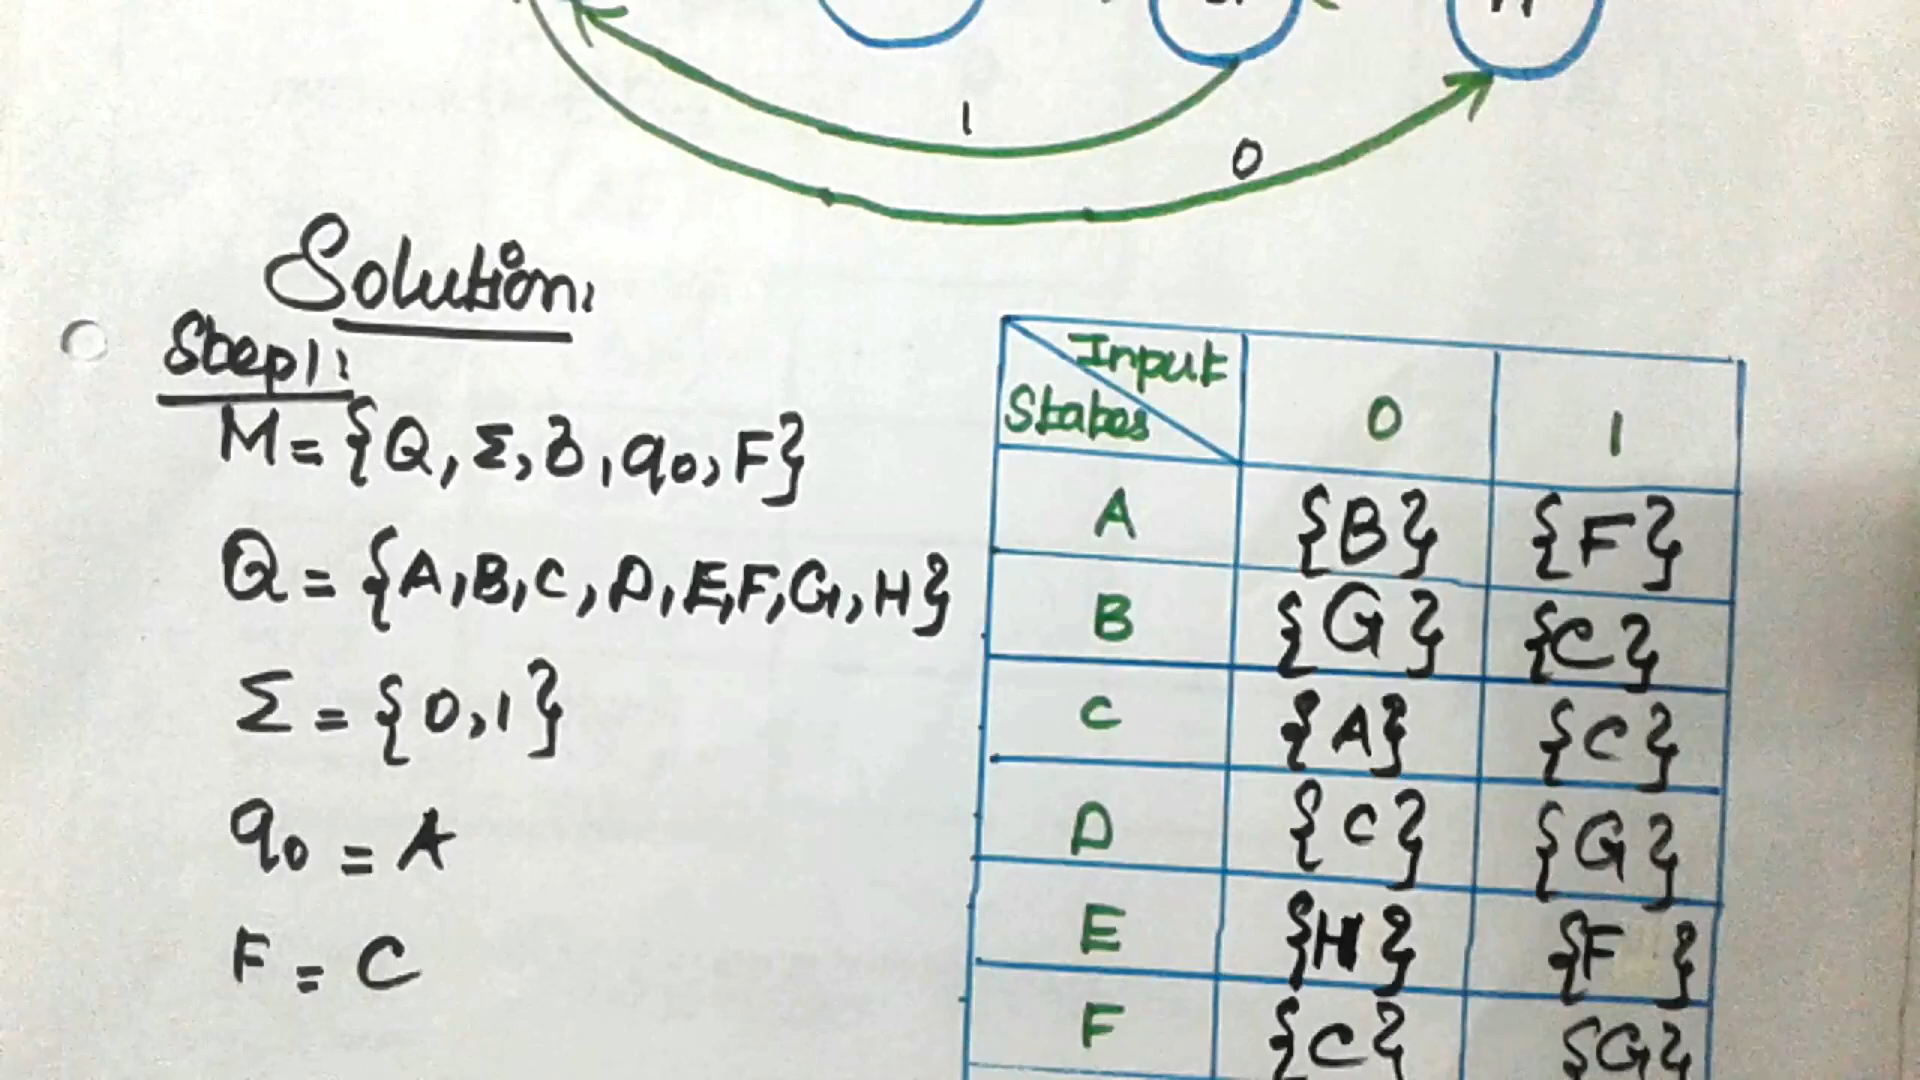 1
0
Solution:
Step1:
M = {Q, Σ, δ, q0, F}
Q = {A, B, C, D, E, F, G, H}
Σ = {0, 1}
q0 = A
F = C
Input
States 0 1
A {B} {F}
B {G} {C}
C {A} {C}
D {C} {G}
E {H} {F }
F {C} {G}